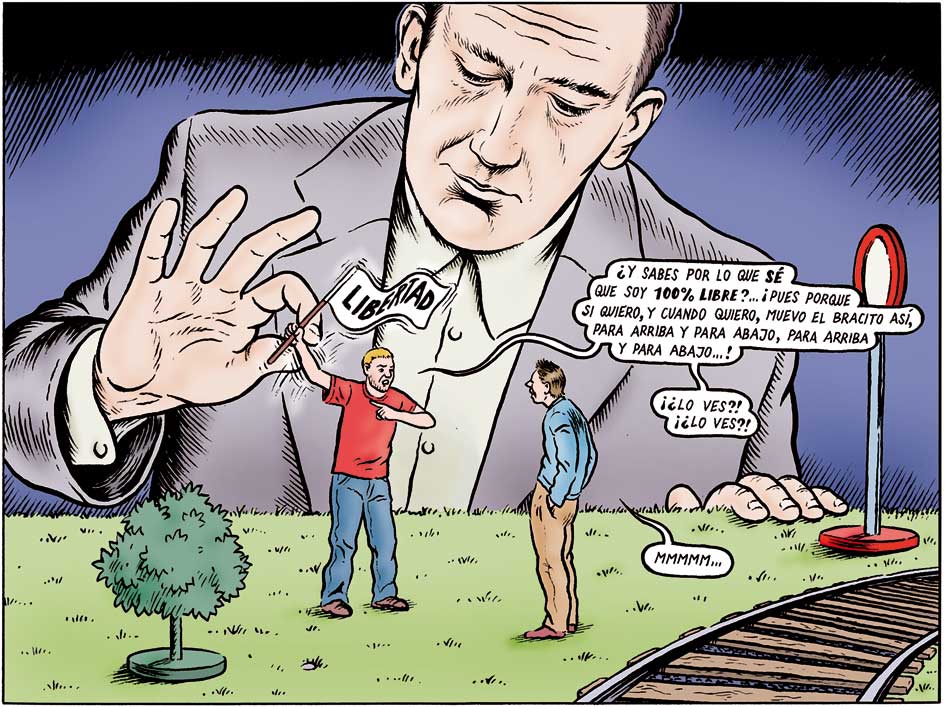 LIBERTAD
¿Y SABES POR LO QUE SÉ
QUE SOY 100% LIBRE?...¡PUES PORQUE
SI QUIERO, Y CUANDO QUIERO, MUEVO EL BRACITO ASÍ,
PARA ARRIBA Y PARA ABAJO, PARA ARRIBA
Y PARA ABAJO...!
¡¿LO VES?!
¡¿LO VES?!
MMMMM...